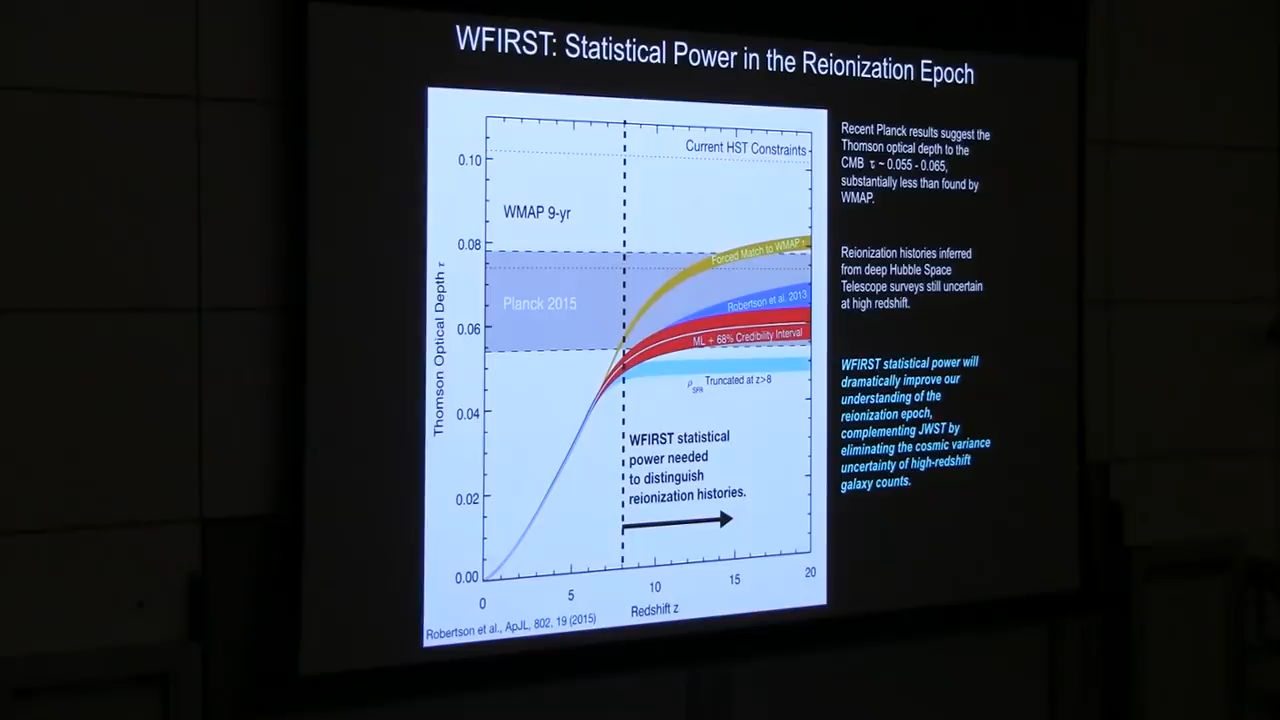 WFIRST: Statistical Power in the Reionization Epoch
Current HST Constraints
0.10
WMAP 9-yr
0.08
Forced Match to WMAP τ
Planck 2015
Robertson et al. 2013
0.06
ML + 68% Credibility Interval
ρSFR Truncated at z>8
Thomson Optical Depth τ
0.04
WFIRST statistical
power needed
to distinguish
reionization histories.
0.02
0.00
0
5
10
15
20
Redshift z
Robertson et al., ApJL, 802, 19 (2015)
Recent Planck results suggest the
Thomson optical depth to the
CMB τ ~ 0.055 - 0.065,
substantially less than found by
WMAP.
Reionization histories inferred
from deep Hubble Space
Telescope surveys still uncertain
at high redshift.
WFIRST statistical power will
dramatically improve our
understanding of the
reionization epoch,
complementing JWST by
eliminating the cosmic variance
uncertainty of high-redshift
galaxy counts.